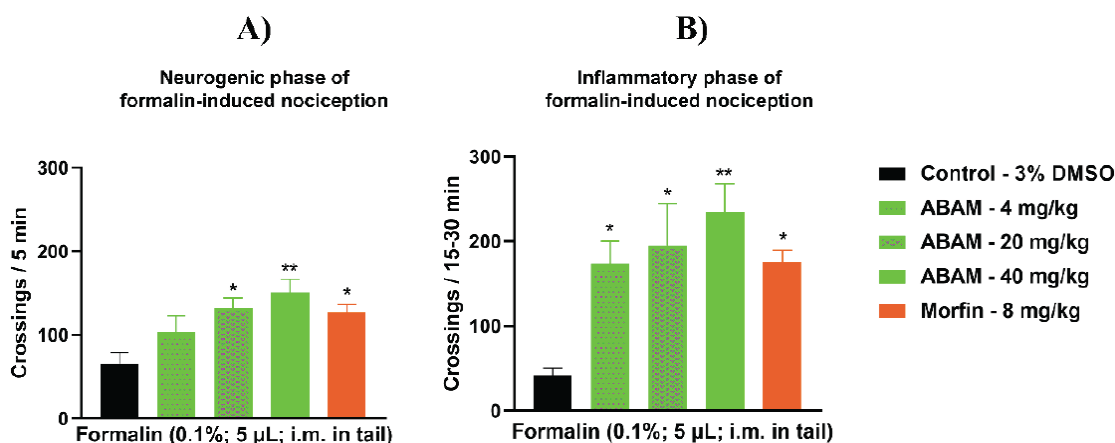 A)
Neurogenic phase of
formalin-induced nociception
Crossings / 5 min
300
200
100
0
*
**
*
Formalin (0.1%; 5 µL; i.m. in tail)
B)
Inflammatory phase of
formalin-induced nociception
Crossings / 15-30 min
300
200
100
0
*
*
**
*
Formalin (0.1%; 5 µL; i.m. in tail)
Control - 3% DMSO
ABAM - 4 mg/kg
ABAM - 20 mg/kg
ABAM - 40 mg/kg
Morfin - 8 mg/kg